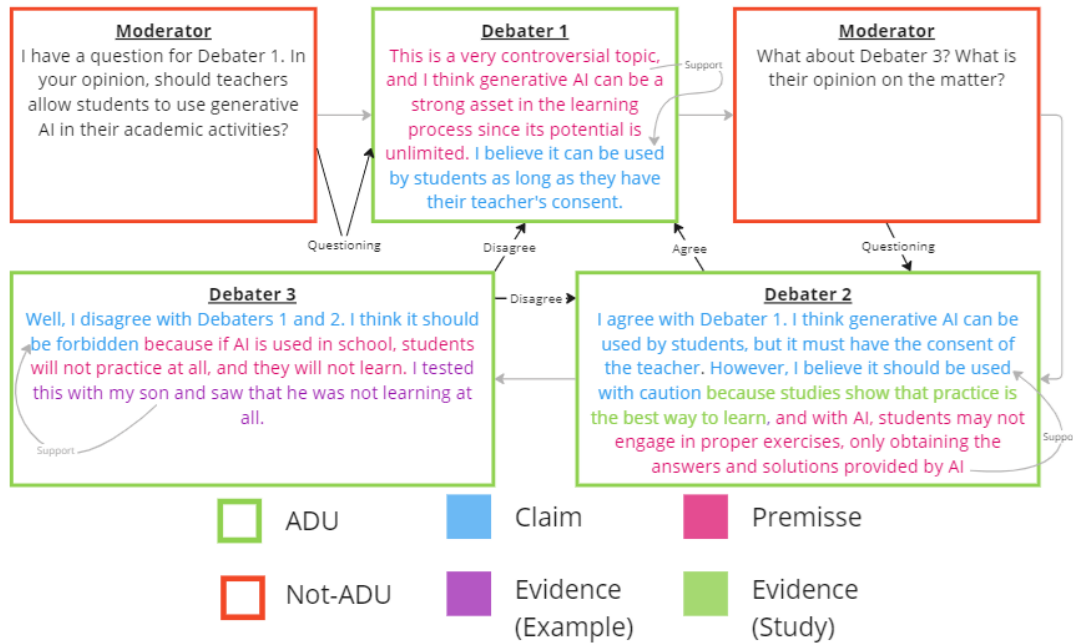 Moderator
I have a question for Debater 1. In
your opinion, should teachers
allow students to use generative
AI in their academic activities?
Debater 1
This is a very controversial topic,
and I think generative AI can be a
strong asset in the learning
process since its potential is
unlimited. I believe it can be used
by students as long as they have
their teacher's consent.
Support
Moderator
What about Debater 3? What is
their opinion on the matter?
Questioning
Disagree
Agree
Questioning
Debater 3
Well, I disagree with Debaters 1 and 2. I think it should
be forbidden because if AI is used in school, students
will not practice at all, and they will not learn. I tested
this with my son and saw that he was not learning at
all.
Support
Disagree
Debater 2
I agree with Debater 1. I think generative AI can be
used by students, but it must have the consent of
the teacher. However, I believe it should be used
with caution because studies show that practice is
the best way to learn, and with AI, students may not
engage in proper exercises, only obtaining the
answers and solutions provided by AI
Suppo
ADU
Claim
Premisse
Not-ADU
Evidence
(Example)
Evidence
(Study)